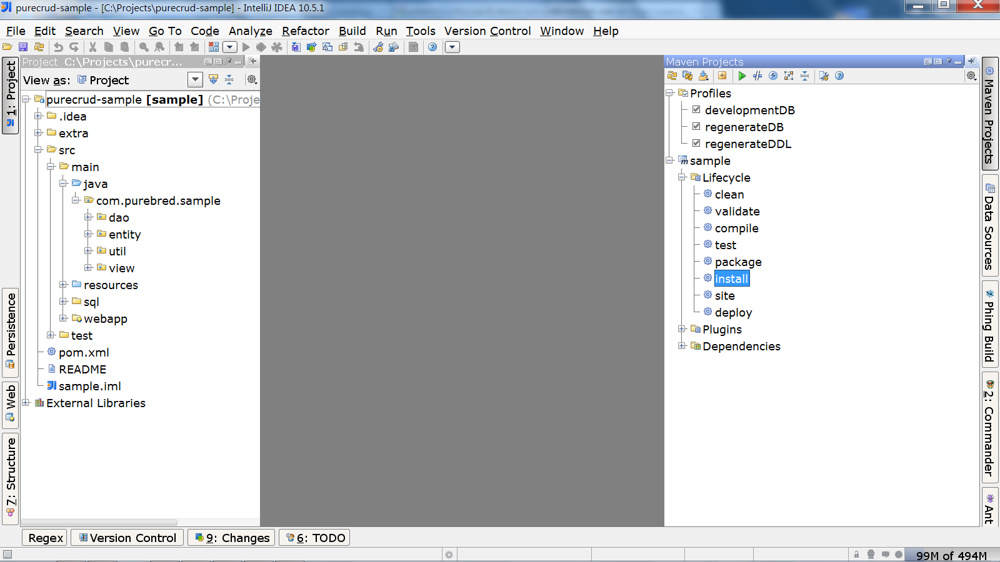 purecrud-sample - [C:\Projects\purecrud-sample] - IntelliJ IDEA 10.5.1
File Edit Search View Go To Code Analyze Refactor Build Run Tools Version Control Window Help
Project C:\Projects\purecr...
View as: Project
purecrud-sample [sample] (C:\Proje
.idea
extra
src
main
java
com.purebred.sample
dao
entity
util
view
resources
sql
webapp
test
pom.xml
README
sample.iml
External Libraries
1: Project
Persistence
Web
7: Structure
Maven Projects
Profiles
developmentDB
regenerateDB
regenerateDDL
sample
Lifecycle
clean
validate
compile
test
package
install
site
deploy
Plugins
Dependencies
Maven Projects
Data Sources
Phing Build
2: Commander
Ant
Regex Version Control 9: Changes 6: TODO
99M of 494M